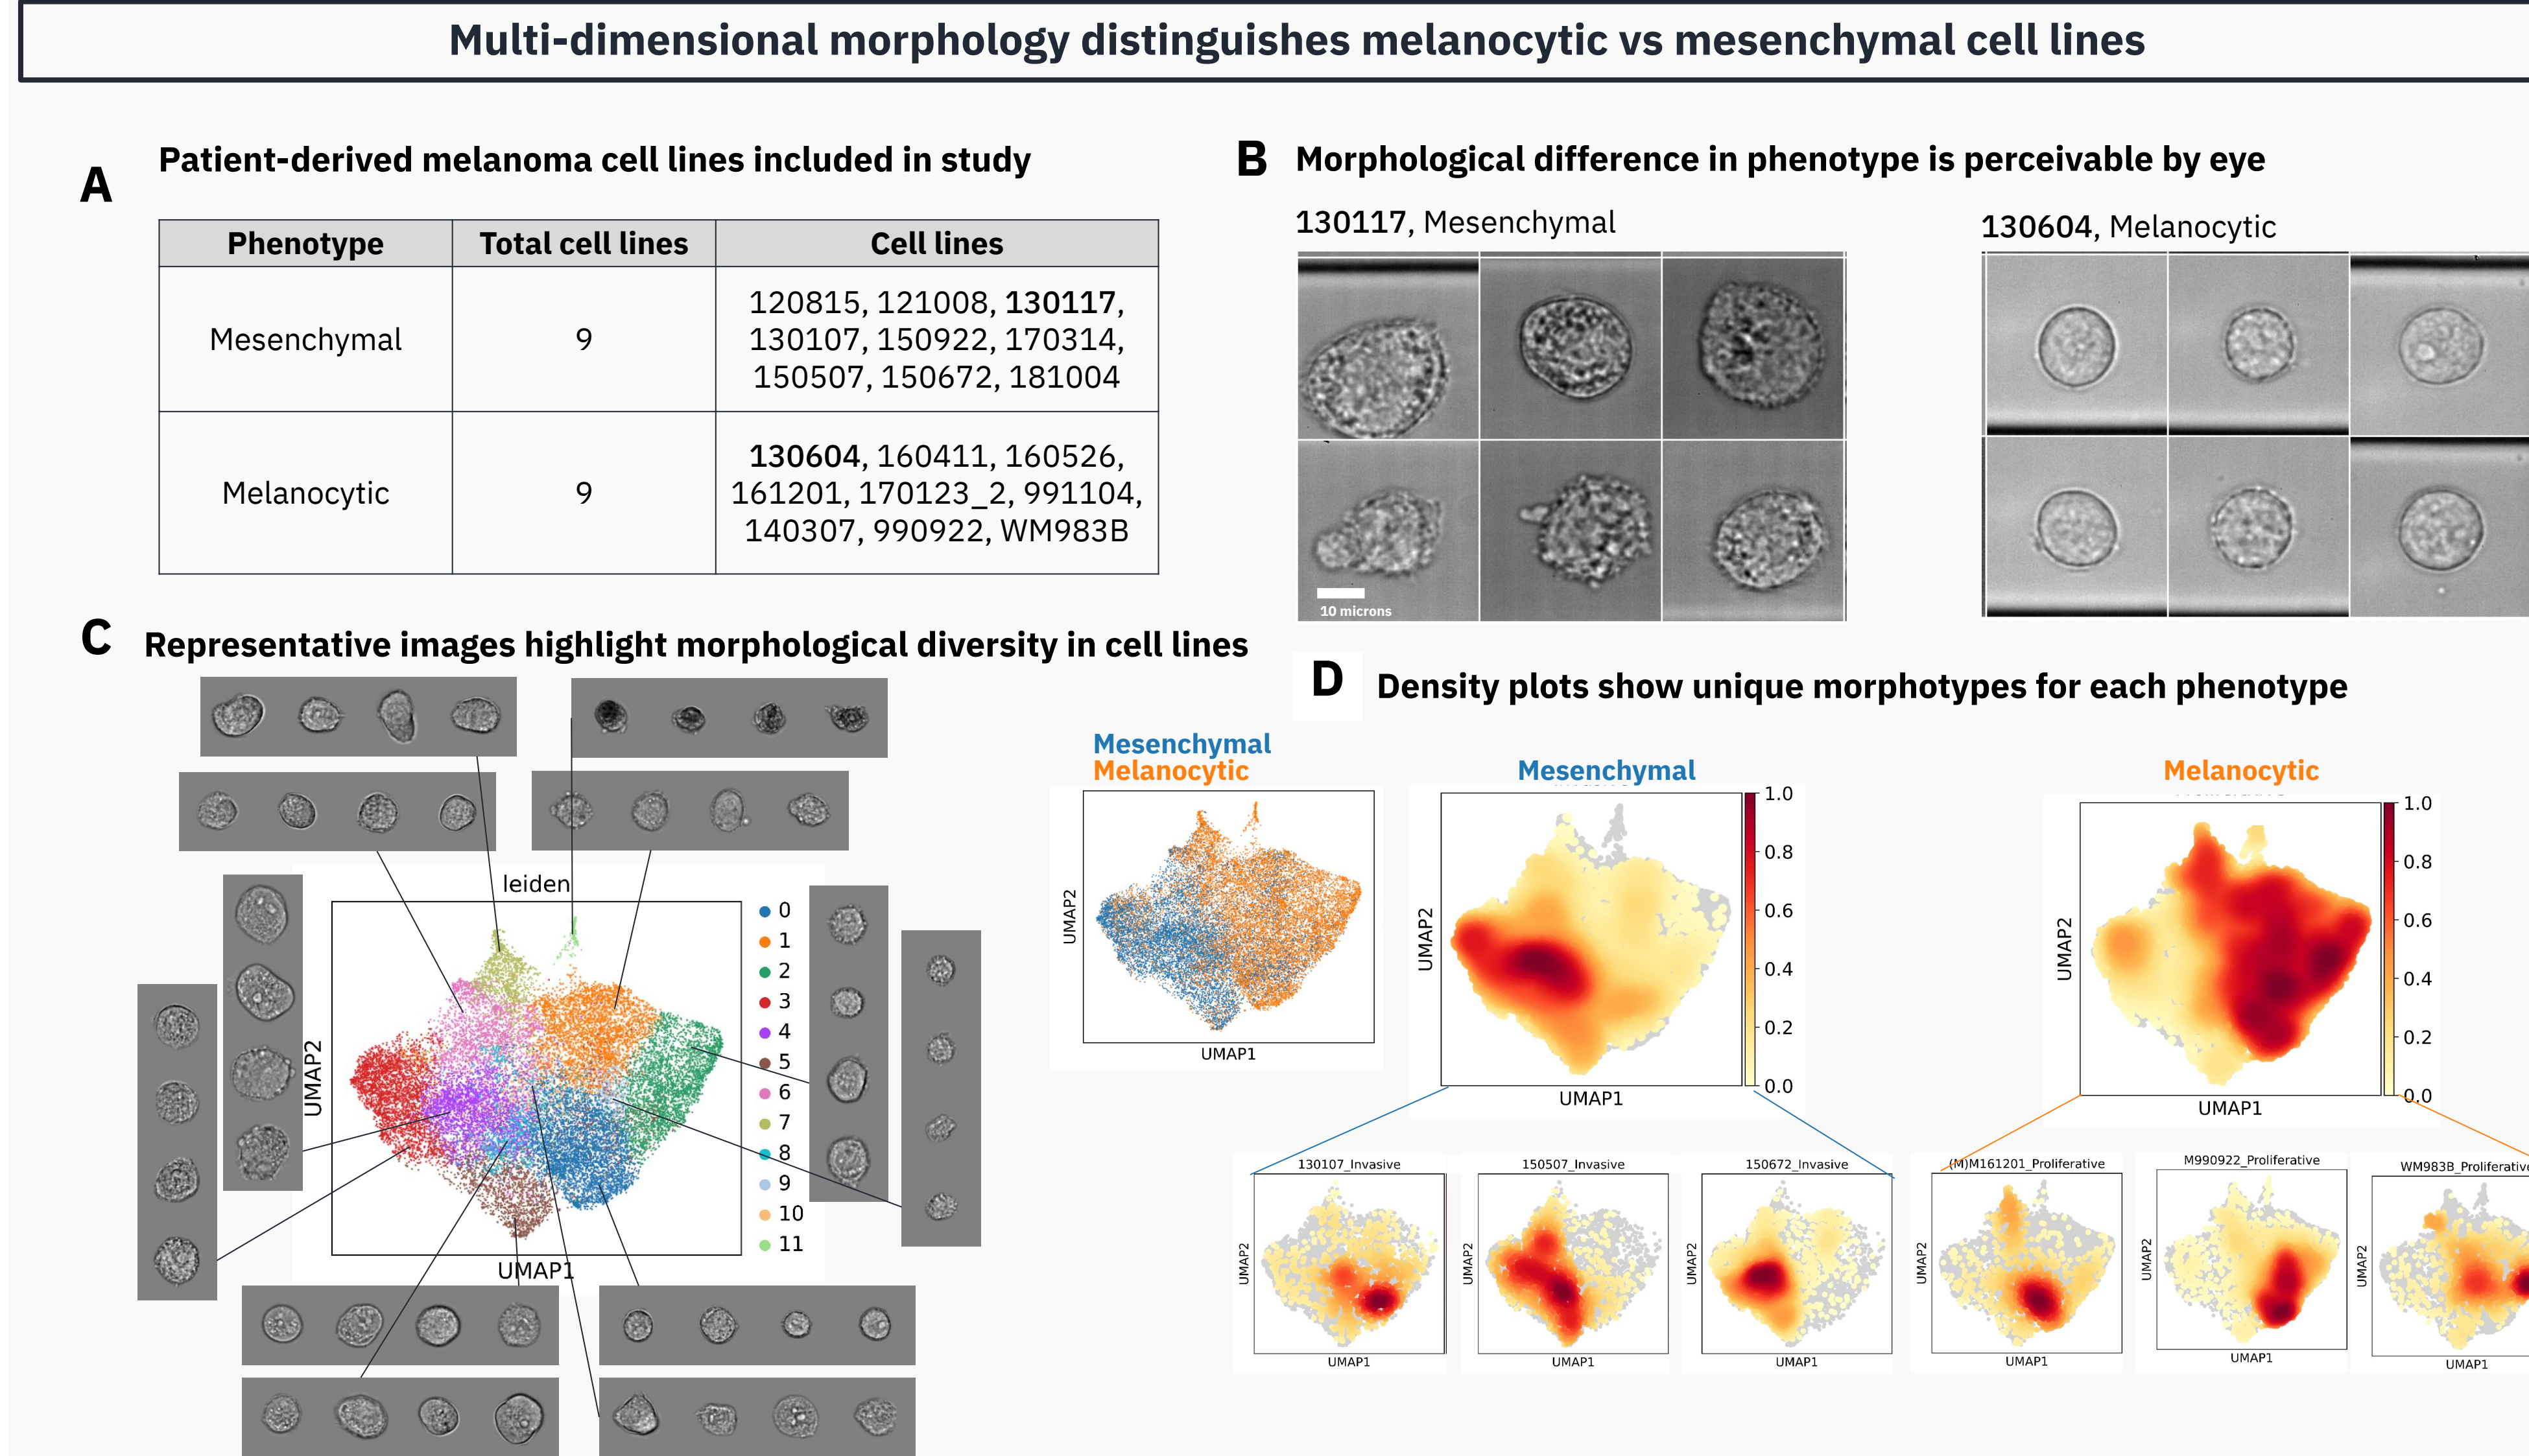 Multi-dimensional morphology distinguishes melanocytic vs mesenchymal cell lines
A
Patient-derived melanoma cell lines included in study
Phenotype
Total cell lines
Cell lines
Mesenchymal
9
120815, 121008, 130117,
130107, 150922, 170314,
150507, 150672, 181004
Melanocytic
9
130604, 160411, 160526,
161201, 170123_2, 991104,
140307, 990922, WM983B
B
Morphological difference in phenotype is perceivable by eye
130117, Mesenchymal
10 microns
130604, Melanocytic
C
Representative images highlight morphological diversity in cell lines
leiden
UMAP2
UMAP1
0
1
2
3
4
5
6
7
8
9
10
11
D
Density plots show unique morphotypes for each phenotype
Mesenchymal
Melanocytic
UMAP2
UMAP1
Mesenchymal
UMAP2
UMAP1
1.0
0.8
0.6
0.4
0.2
0.0
Melanocytic
UMAP2
UMAP1
1.0
0.8
0.6
0.4
0.2
0.0
130107_Invasive
UMAP2
UMAP1
150507_Invasive
UMAP2
UMAP1
150672_Invasive
UMAP2
UMAP1
(M)M161201_Proliferative
UMAP2
UMAP1
M990922_Proliferative
UMAP2
UMAP1
WM983B_Proliferative
UMAP2
UMAP1